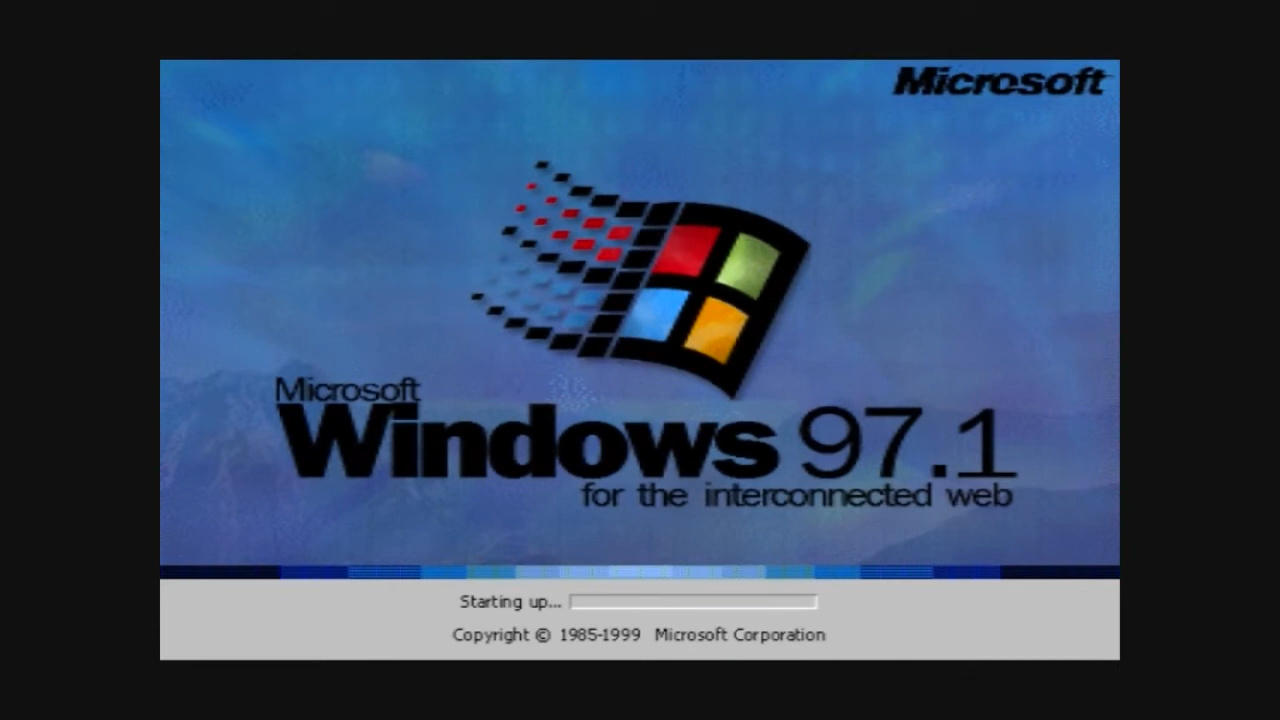 Microsoft
Microsoft
Windows 97.1
for the interconnected web
Starting up...
Copyright © 1985-1999 Microsoft Corporation